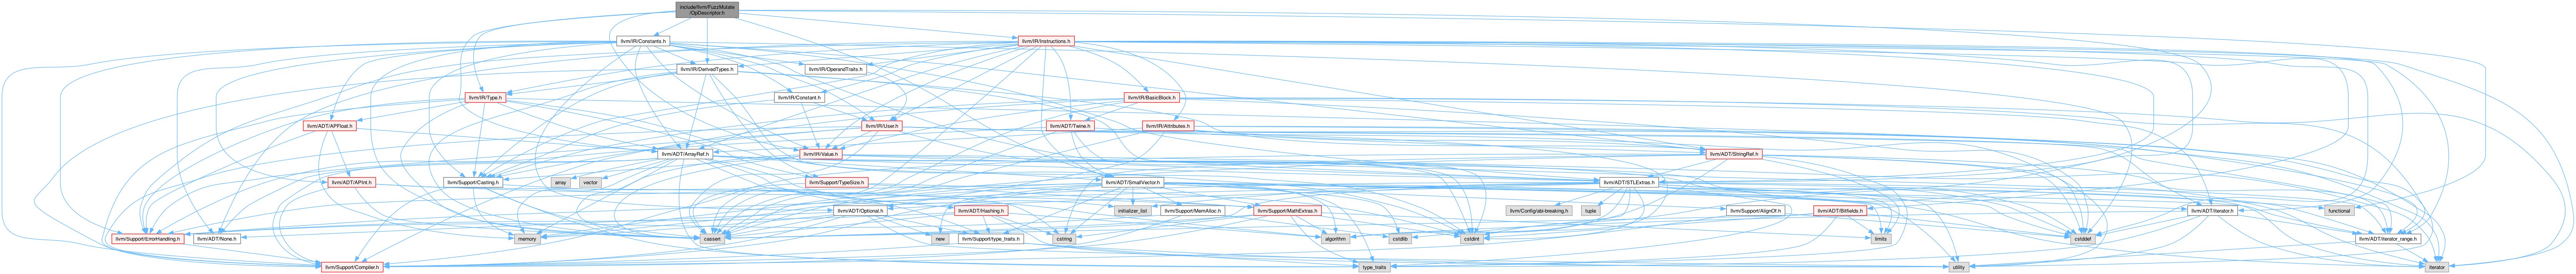 include/llvm/FuzzMutate
/OpDescriptor.h
llvm/IR/Constants.h
llvm/IR/Instructions.h
llvm/IR/DerivedTypes.h
llvm/IR/OperandTraits.h
llvm/IR/Type.h
llvm/IR/Constant.h
llvm/IR/BasicBlock.h
llvm/ADT/APFloat.h
llvm/IR/User.h
llvm/ADT/Twine.h
llvm/IR/Attributes.h
llvm/ADT/ArrayRef.h
llvm/IR/Value.h
llvm/ADT/StringRef.h
llvm/ADT/APInt.h
llvm/Support/Casting.h
array
vector
llvm/Support/TypeSize.h
llvm/ADT/SmallVector.h
llvm/ADT/STLExtras.h
llvm/ADT/Optional.h
llvm/ADT/Hashing.h
initializer_list
llvm/Support/MemAlloc.h
llvm/Support/MathExtras.h
llvm/Config/abi-breaking.h
tuple
llvm/Support/AlignOf.h
llvm/ADT/Bitfields.h
llvm/ADT/iterator.h
functional
llvm/Support/ErrorHandling.h
llvm/ADT/None.h
memory
cassert
new
llvm/Support/type_traits.h
cstring
algorithm
cstdlib
cstdint
limits
cstddef
llvm/ADT/iterator_range.h
llvm/Support/Compiler.h
type_traits
utility
iterator